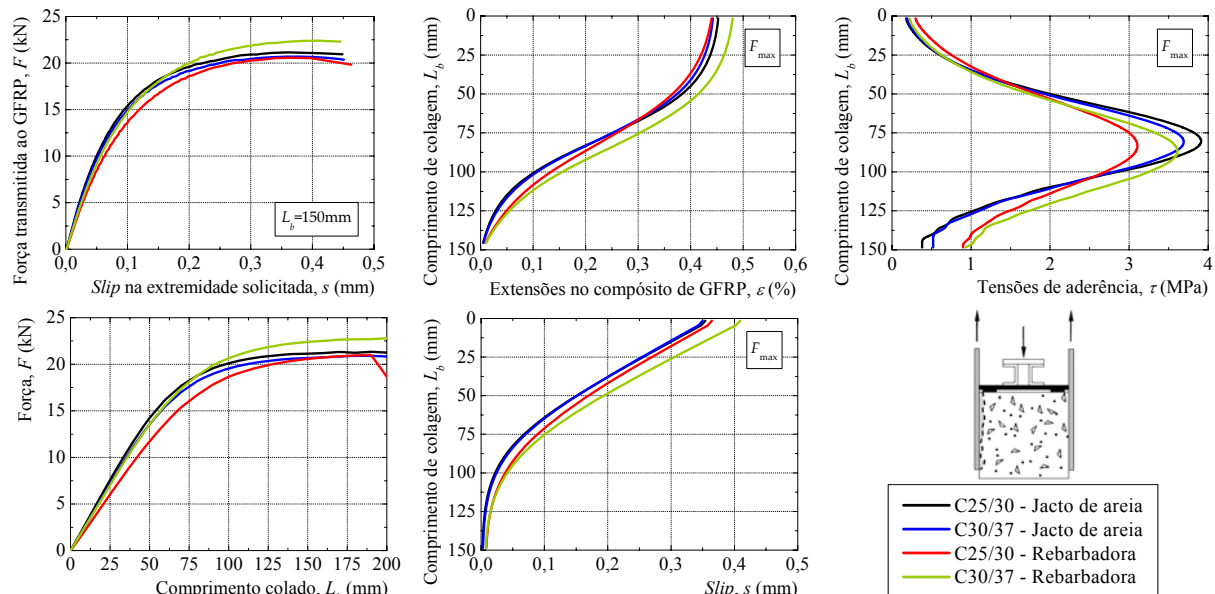 Força transmitida ao GFRP, F (kN)
25
20
15
10
5
0
0,0 0,1 0,2 0,3 0,4 0,5
L_b=150mm
Slip na extremidade solicitada, s (mm)
Comprimento de colagem, L_b (mm)
0
25
50
75
100
125
150
0,0 0,1 0,2 0,3 0,4 0,5 0,6
F_max
Extensões no compósito de GFRP, ε (%)
Comprimento de colagem, L_b (mm)
0
25
50
75
100
125
150
0 1 2 3 4
F_max
Tensões de aderência, τ (MPa)
Força, F (kN)
25
20
15
10
5
0
0 25 50 75 100 125 150 175 200
Comprimento colado, L (mm)
Comprimento de colagem, L_b (mm)
0
25
50
75
100
125
150
0,0 0,1 0,2 0,3 0,4 0,5
F_max
Slip, s (mm)
C25/30 - Jacto de areia
C30/37 - Jacto de areia
C25/30 - Rebarbadora
C30/37 - Rebarbadora